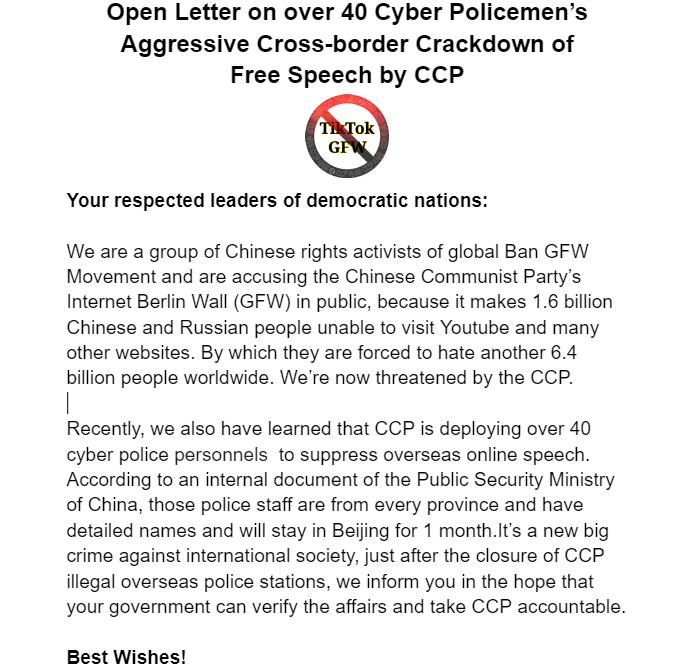 Open Letter on over 40 Cyber Policemen’s
Aggressive Cross-border Crackdown of
Free Speech by CCP
TikTok
GFW
Your respected leaders of democratic nations:
We are a group of Chinese rights activists of global Ban GFW
Movement and are accusing the Chinese Communist Party’s
Internet Berlin Wall (GFW) in public, because it makes 1.6 billion
Chinese and Russian people unable to visit Youtube and many
other websites. By which they are forced to hate another 6.4
billion people worldwide. We’re now threatened by the CCP.
Recently, we also have learned that CCP is deploying over 40
cyber police personnels  to suppress overseas online speech.
According to an internal document of the Public Security Ministry
of China, those police staff are from every province and have
detailed names and will stay in Beijing for 1 month.It’s a new big
crime against international society, just after the closure of CCP
illegal overseas police stations, we inform you in the hope that
your government can verify the affairs and take CCP accountable.
Best Wishes!